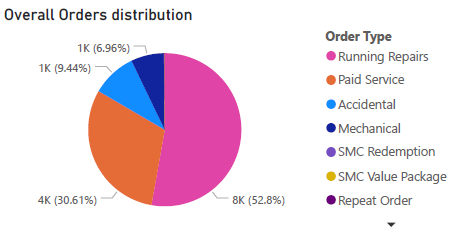 Overall Orders distribution
Order Type
Running Repairs
Paid Service
Accidental
Mechanical
SMC Redemption
SMC Value Package
Repeat Order
1K (6.96%)
1K (9.44%)
4K (30.61%)
8K (52.8%)